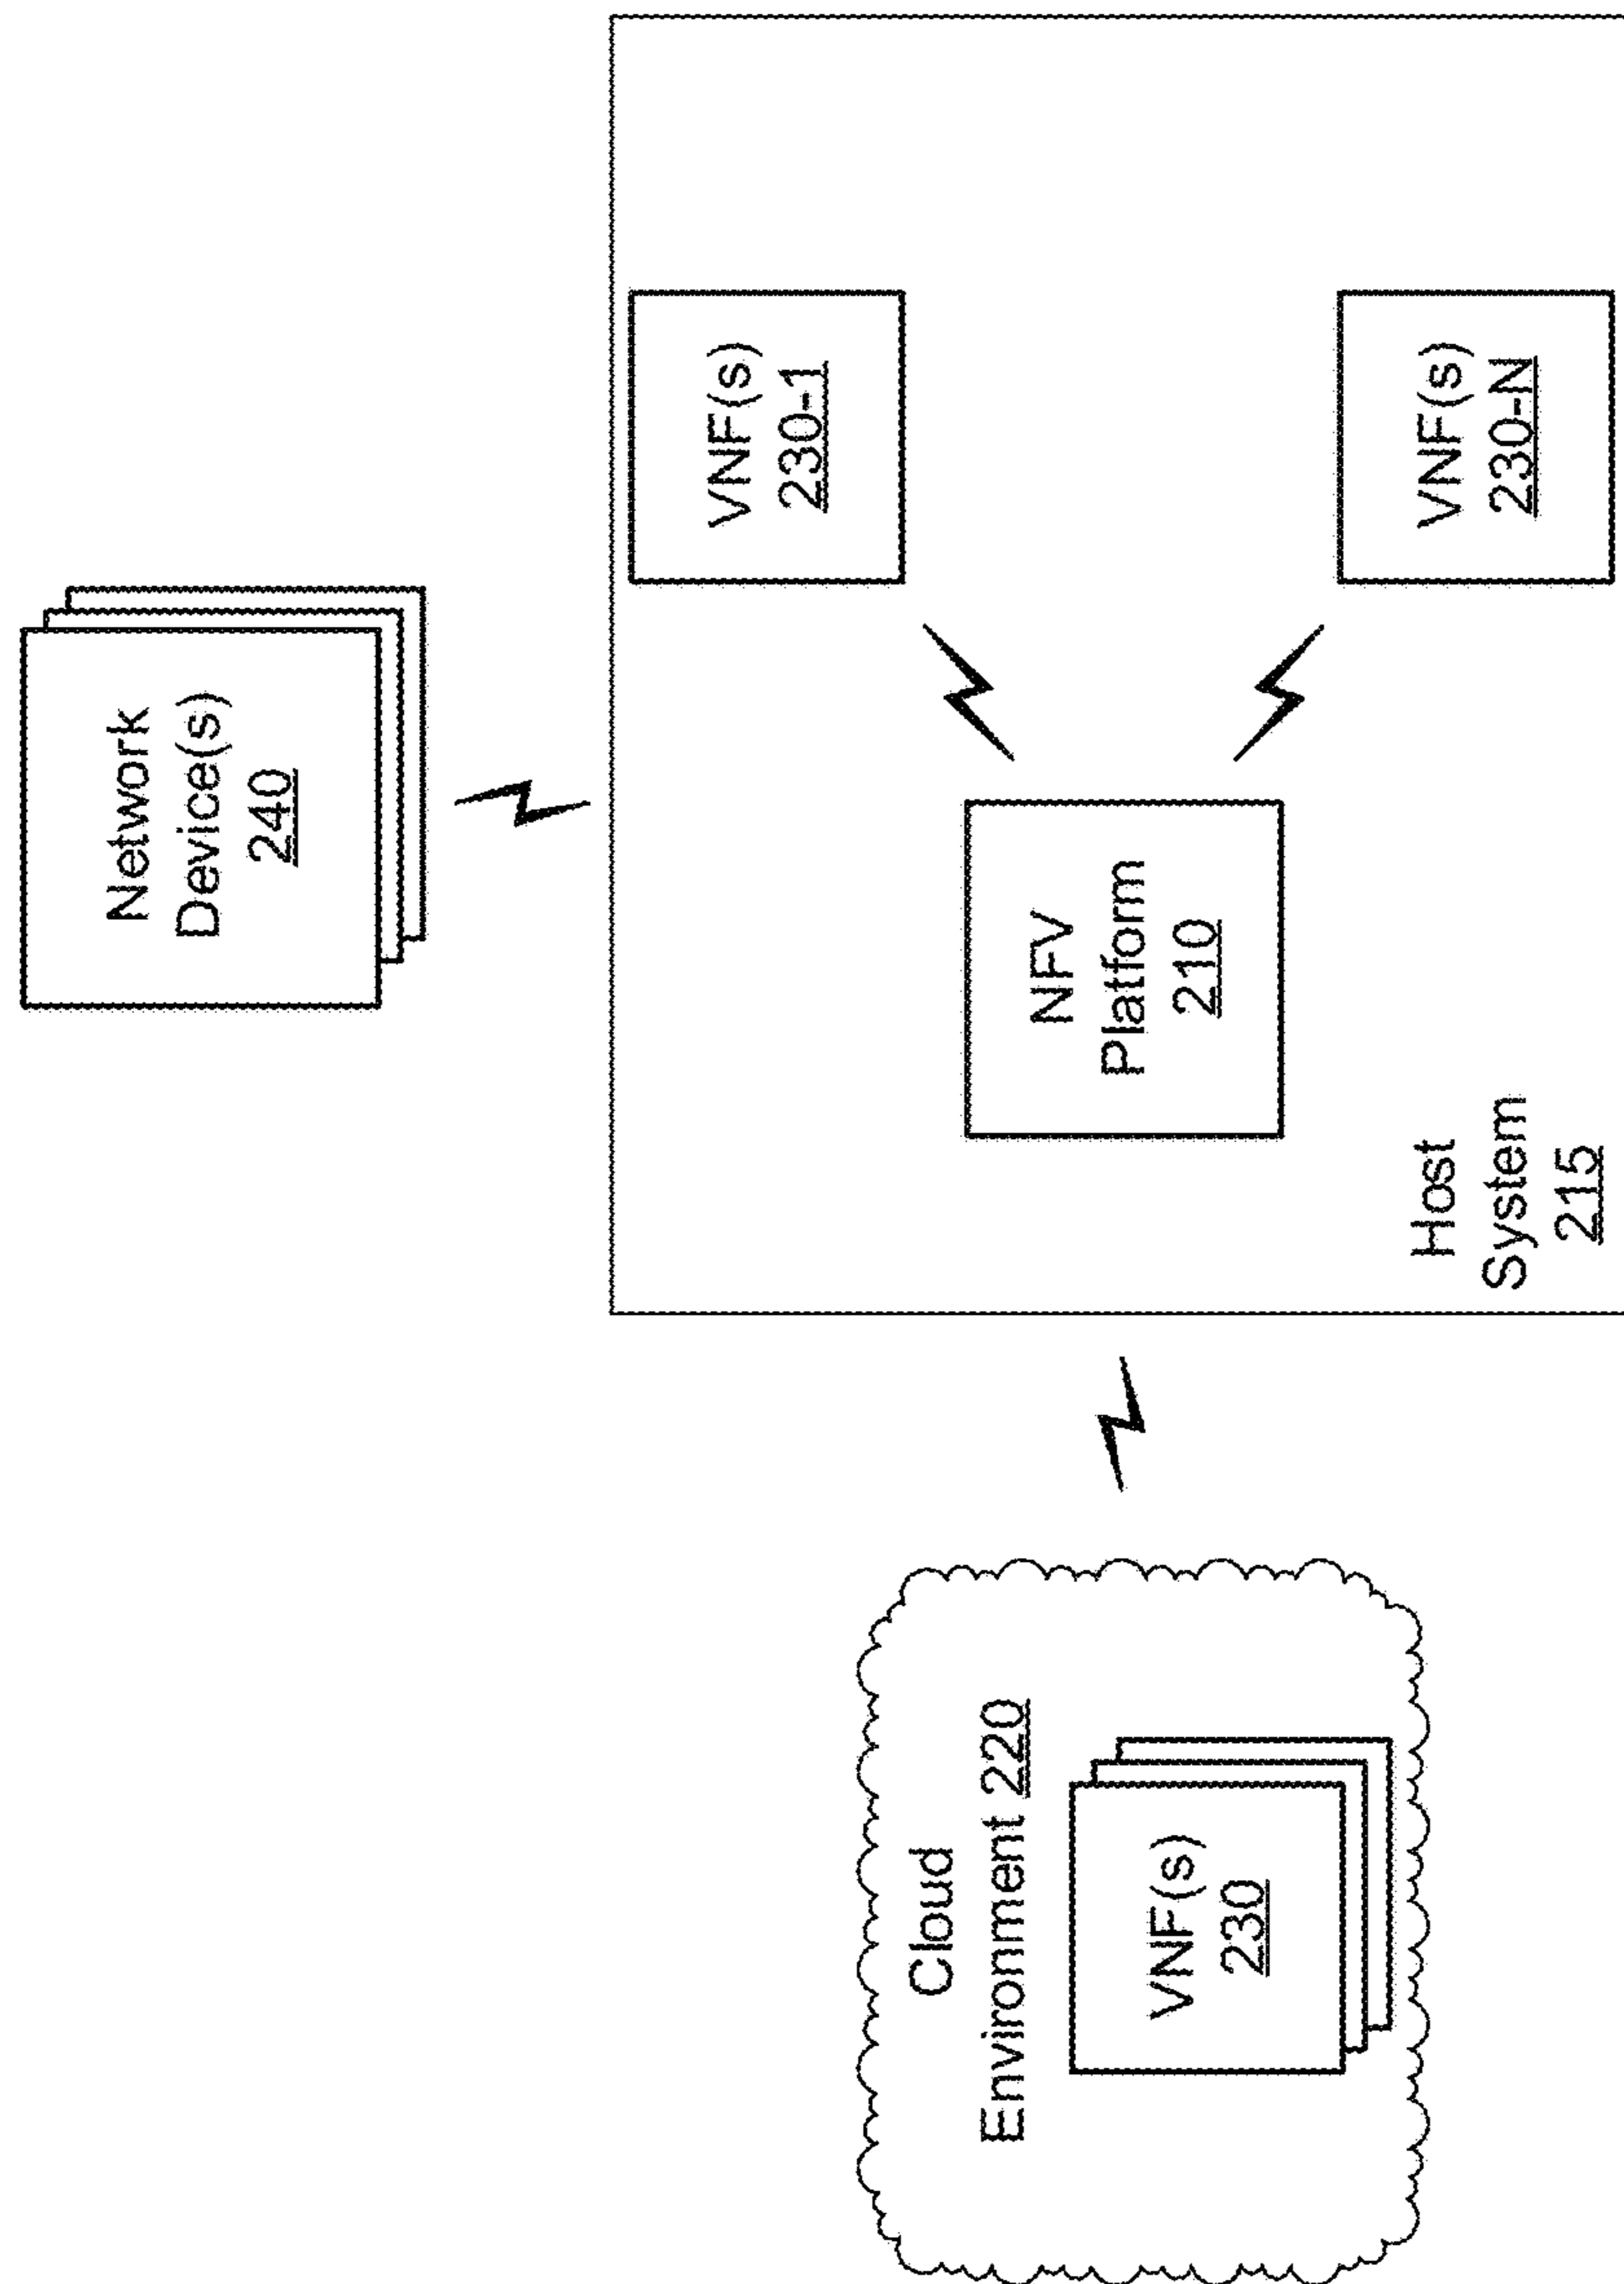 Network
Device(s)
240
Cloud
Environment 220
VNF(s)
230
NFV
Platform
210
VNF(s)
230-1
VNF(s)
230-N
Host
System
215